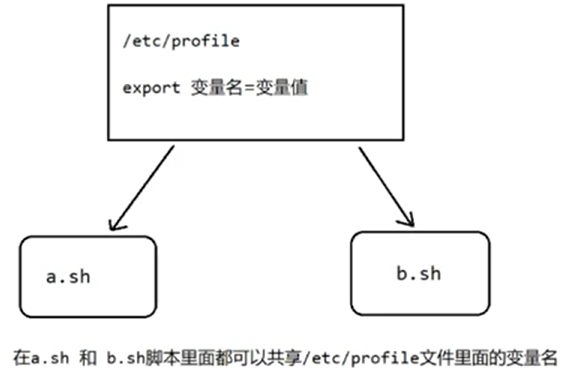 /etc/profile
export 变量名=变量值
a.sh
b.sh
在a.sh 和 b.sh脚本里面都可以共享/etc/profile文件里面的变量名